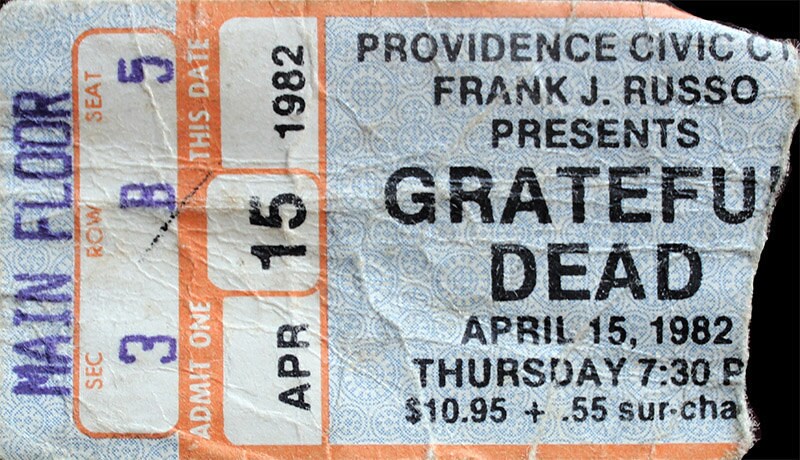 MAIN FLOOR
SEC 3 ROW B SEAT 5
ADMIT ONE THIS DATE
APR 15 1982
PROVIDENCE CIVIC
FRANK J. RUSSO
PRESENTS
GRATEFU
DEAD
APRIL 15, 1982
THURSDAY 7:30 P
$10.95 + .55 sur-cha